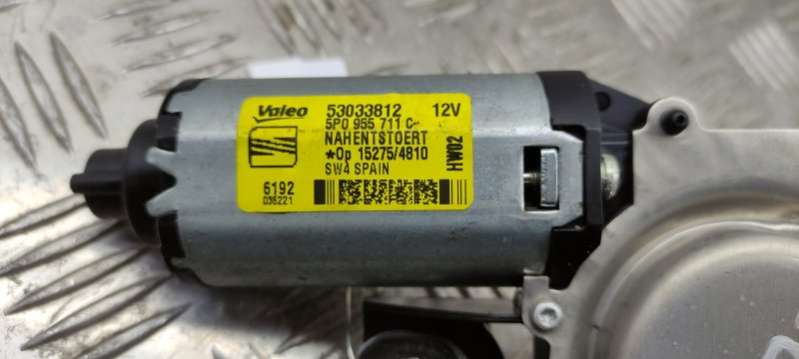 Valeo 53033812 12V
5P0 955 711 C
NAHENTSTOERT
*Op 15275/4810
SW4 SPAIN
HW02
6192
036221